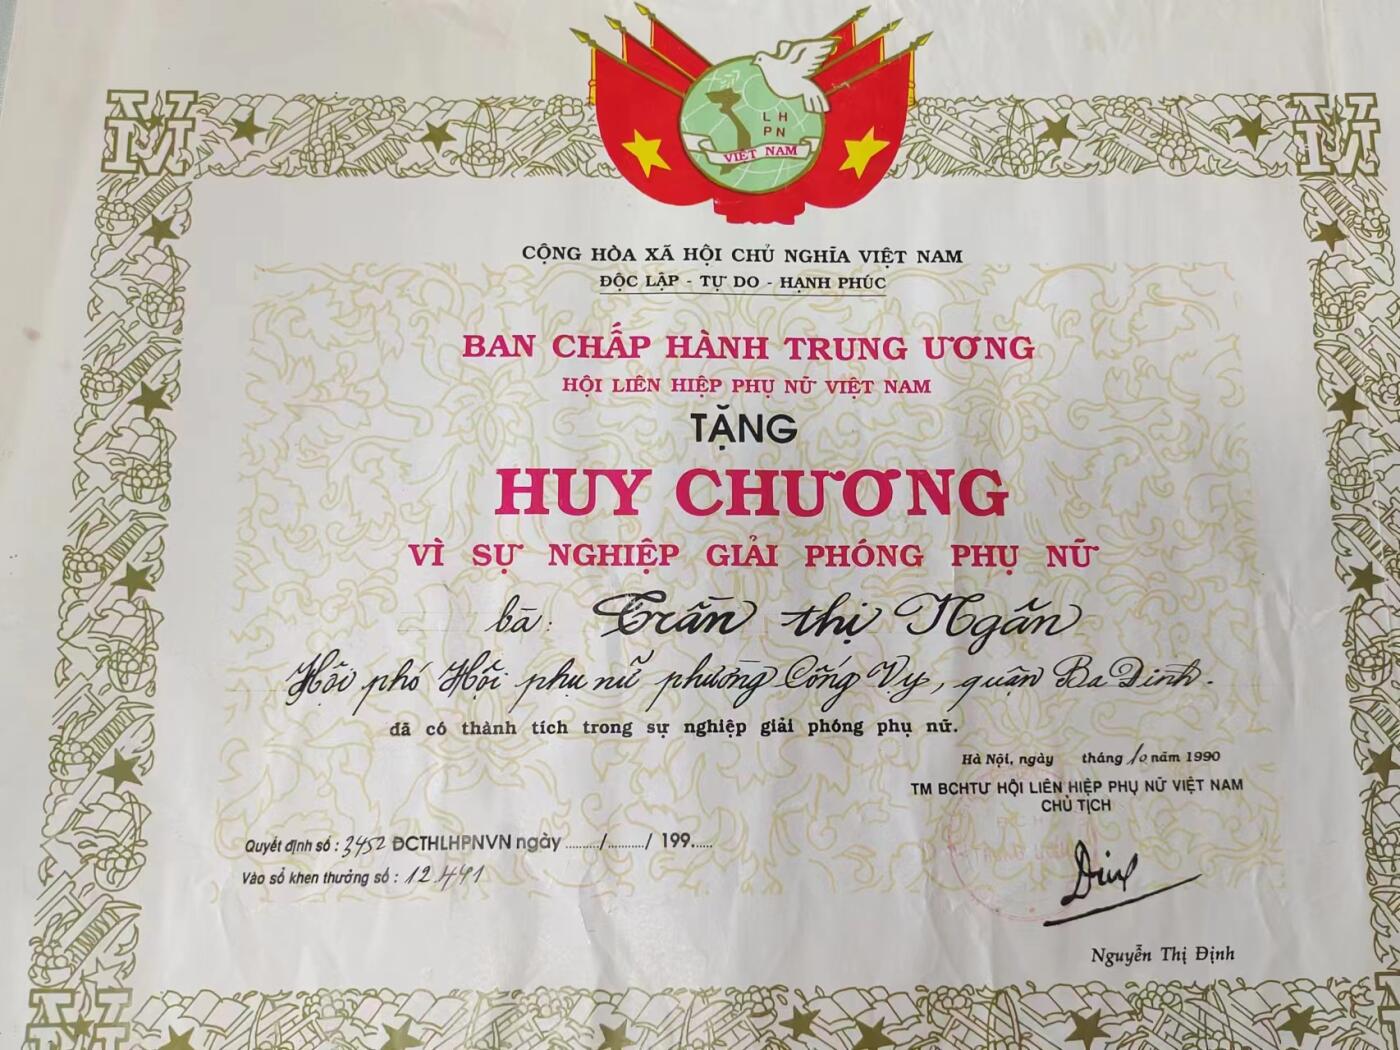 L H
P N
VIỆT NAM
CỘNG HÒA XÃ HỘI CHỦ NGHĨA VIỆT NAM
ĐỘC LẬP - TỰ DO - HẠNH PHÚC
BAN CHẤP HÀNH TRUNG ƯƠNG
HỘI LIÊN HIỆP PHỤ NỮ VIỆT NAM
TẶNG
HUY CHƯƠNG
VÌ SỰ NGHIỆP GIẢI PHÓNG PHỤ NỮ
bà: Trần thị Ngân
Hội phó Hội phụ nữ phường Cống Vy, quận Ba Đình.
đã có thành tích trong sự nghiệp giải phóng phụ nữ.
Hà Nội, ngày tháng 10 năm 1990
TM BCHTƯ HỘI LIÊN HIỆP PHỤ NỮ VIỆT NAM
CHỦ TỊCH
Quyết định số : 3452 ĐCTHLHPNVN ngày ......../........./ 199.....
Vào sổ khen thưởng số : 12.441
Nguyễn Thị Định